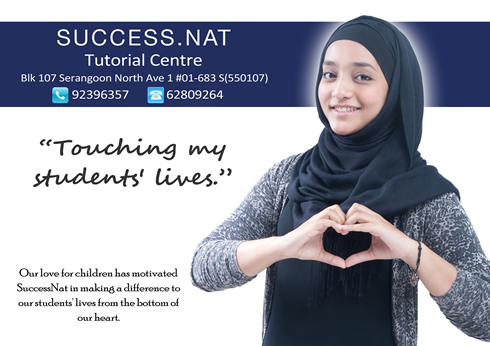 SUCCESS.NAT
Tutorial Centre
Blk 107 Serangoon North Ave 1 #01-683 S(550107)
92396357 62809264
“Touching my
students' lives.”
Our love for children has motivated
SuccessNat in making a difference to
our students' lives from the bottom of
our heart.